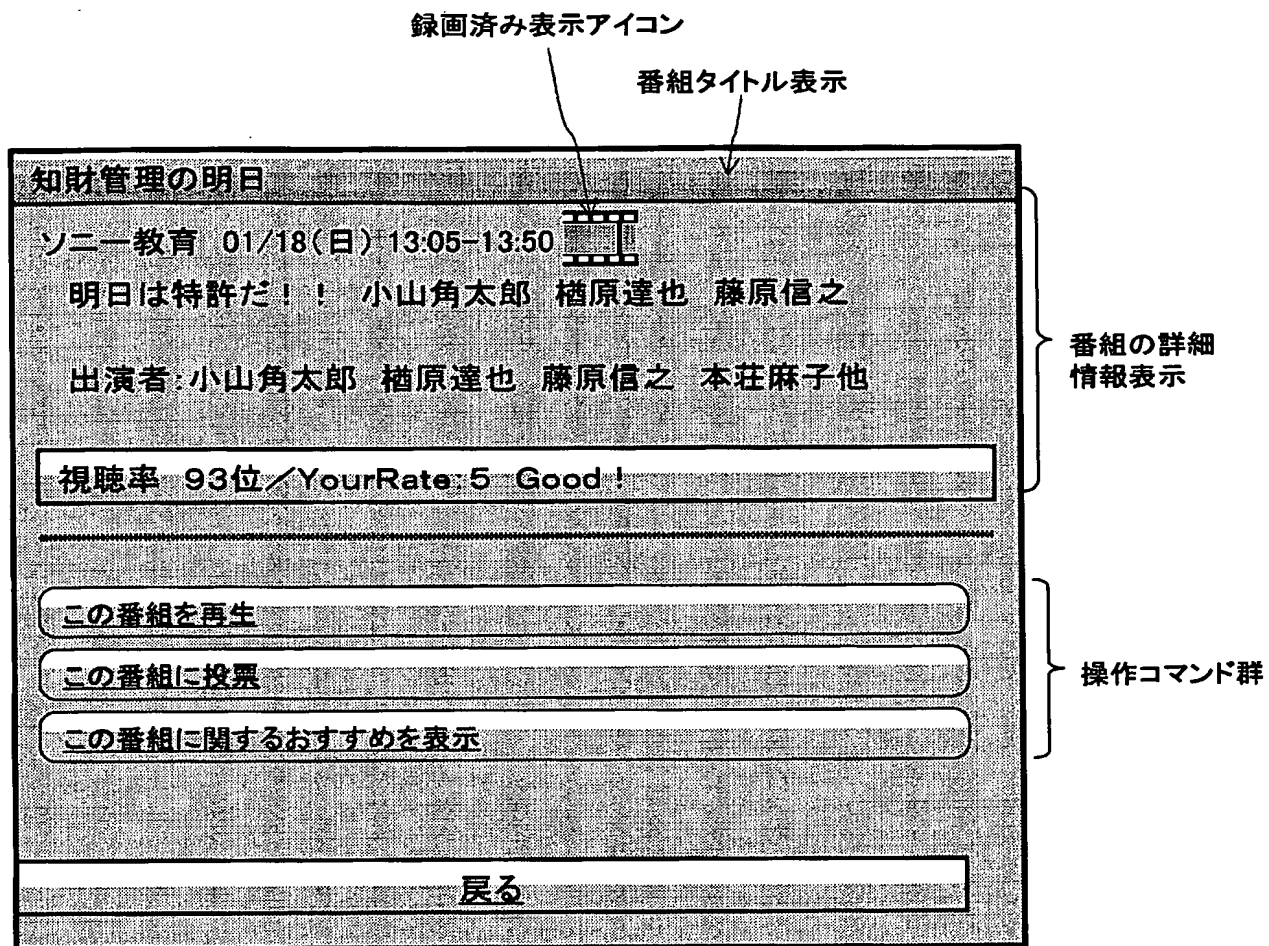 録画済み表示アイコン
番組タイトル表示
知財管理の明日
ソニー教育 01/18(日) 13:05-13:50
明日は特許だ!! 小山角太郎 楢原達也 藤原信之
出演者:小山角太郎 楢原達也 藤原信之 本荘麻子他
番組の詳細
情報表示
視聴率 93位/YourRate:5 Good!
この番組を再生
この番組に投票
この番組に関するおすすめを表示
操作コマンド群
戻る